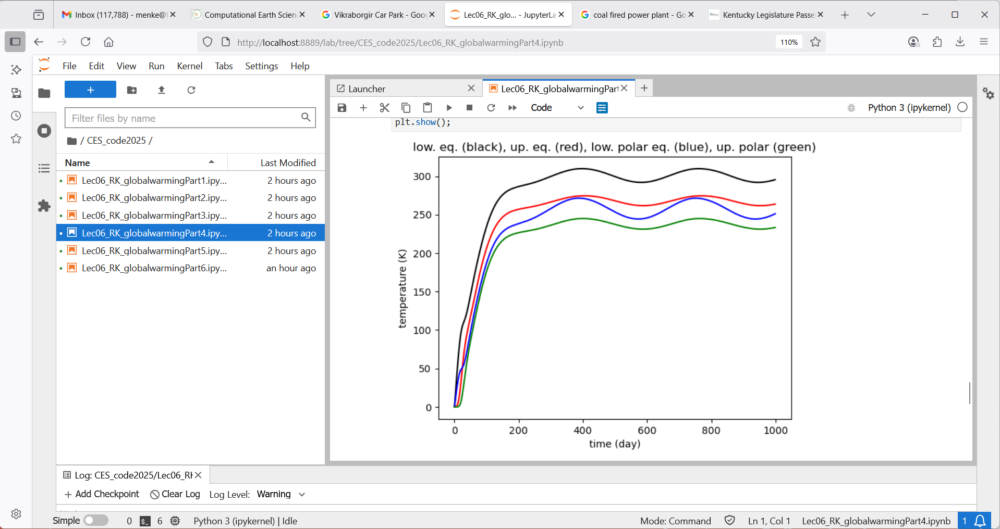 Inbox (117,788) - menke@l
Computational Earth Scien
Vikraborgir Car Park - Goog
Lec06_RK_glo... - JupyterLa
coal fired power plant - Go
Kentucky Legislature Passe
http://localhost:8889/lab/tree/CES_code2025/Lec06_RK_globalwarmingPart4.ipynb
110%
File Edit View Run Kernel Tabs Settings Help
+
Filter files by name
/ CES_code2025 /
Name Last Modified
Lec06_RK_globalwarmingPart1.ipy... 2 hours ago
Lec06_RK_globalwarmingPart2.ipy... 2 hours ago
Lec06_RK_globalwarmingPart3.ipy... 2 hours ago
Lec06_RK_globalwarmingPart4.ipy... 2 hours ago
Lec06_RK_globalwarmingPart5.ipy... 2 hours ago
Lec06_RK_globalwarmingPart6.ipy... an hour ago
Launcher
Lec06_RK_globalwarmingPart
Code
Python 3 (ipykernel)
plt.show();
low. eq. (black), up. eq. (red), low. polar eq. (blue), up. polar (green)
temperature (K)
300
250
200
150
100
50
0
0 200 400 600 800 1000
time (day)
Log: CES_code2025/Lec06_RK
+ Add Checkpoint Clear Log Log Level: Warning
Simple 0 $_ 6 Python 3 (ipykernel) | Idle
Mode: Command Ln 1, Col 1 Lec06_RK_globalwarmingPart4.ipynb 1